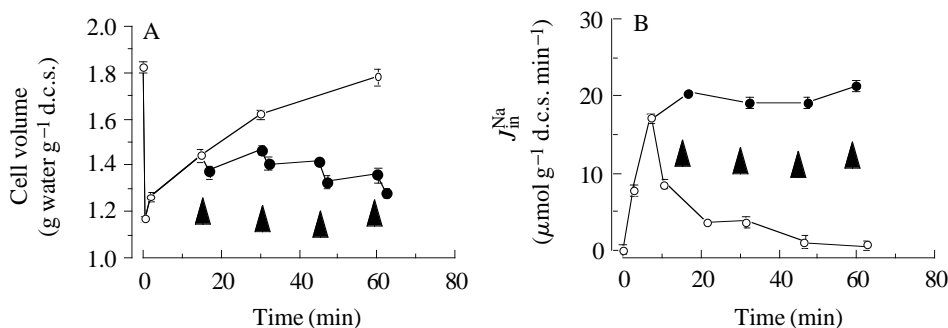 A
2.0
1.8
1.6
1.4
1.2
1.0
0
20
40
60
80
Time (min)
Cell volume
(g water g⁻¹ d.c.s.)
B
30
20
10
0
0
20
40
60
80
Time (min)
J_in^Na
(μmol g⁻¹ d.c.s. min⁻¹)